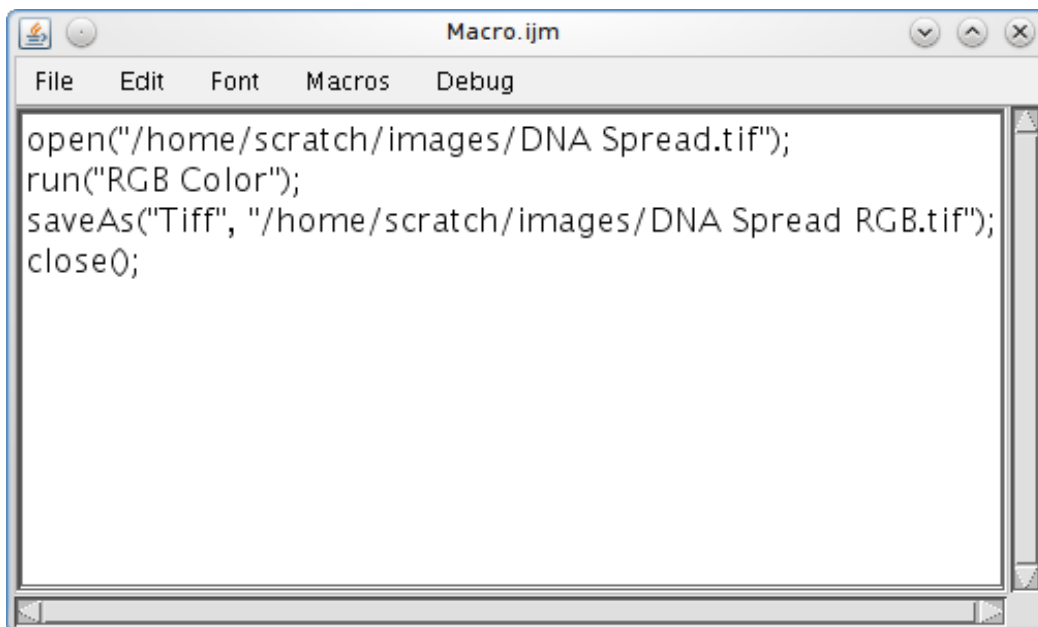 Macro.ijm
File Edit Font Macros Debug
open("/home/scratch/images/DNA Spread.tif");
run("RGB Color");
saveAs("Tiff", "/home/scratch/images/DNA Spread RGB.tif");
close();